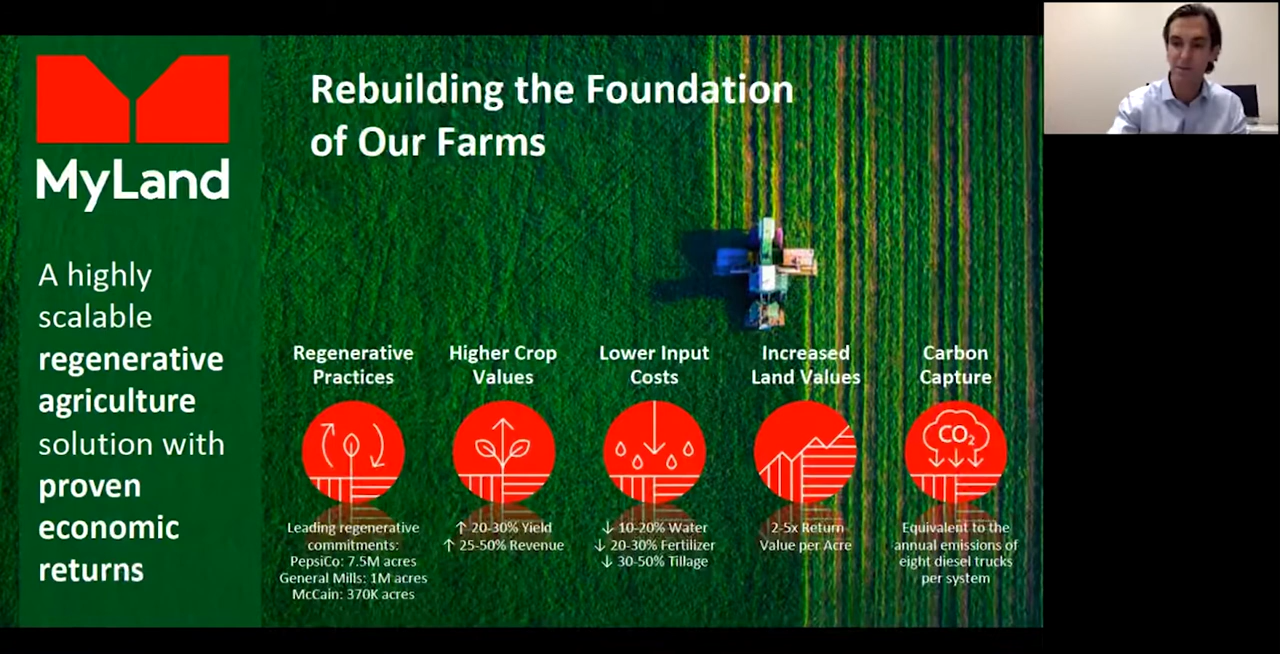 MyLand
A highly
scalable
regenerative
agriculture
solution with
proven
economic
returns
Rebuilding the Foundation
of Our Farms
Regenerative
Practices
Leading regenerative
commitments:
PepsiCo: 7.5M acres
General Mills: 1M acres
McCain: 370K acres
Higher Crop
Values
↑ 20-30% Yield
↑ 25-50% Revenue
Lower Input
Costs
↓ 10-20% Water
↓ 20-30% Fertilizer
↓ 30-50% Tillage
Increased
Land Values
2-5x Return
Value per Acre
Carbon
Capture
CO₂
Equivalent to the
annual emissions of
eight diesel trucks
per system